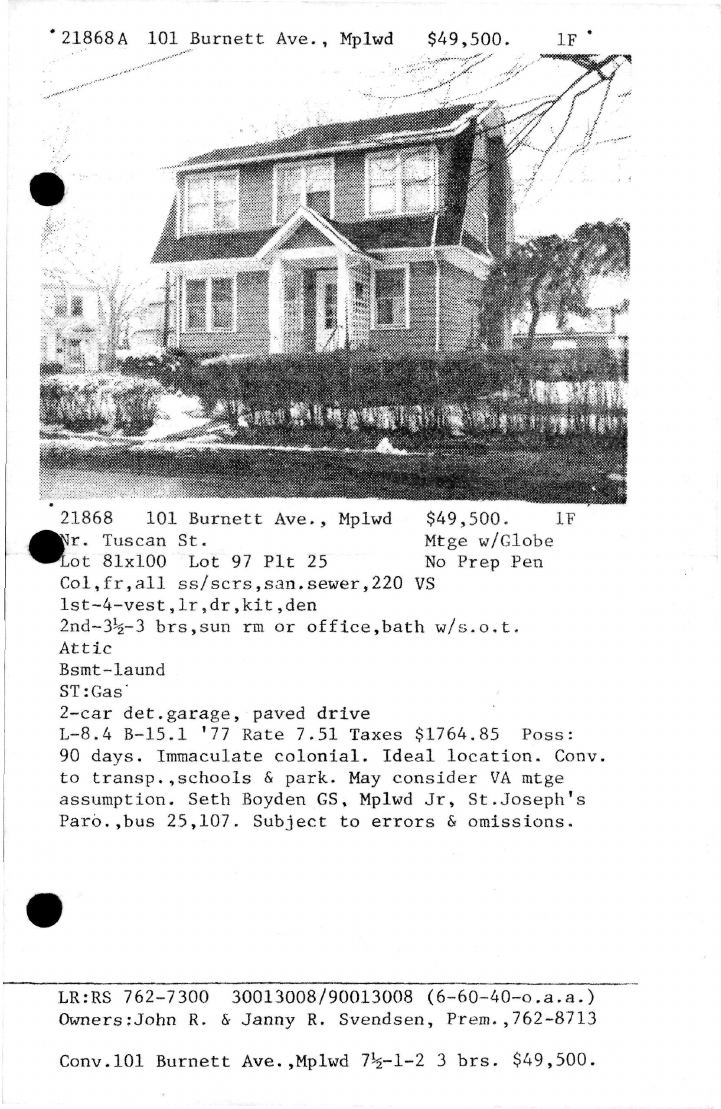 21868A 101 Burnett Ave., Mplwd $49,500. 1F
21868 101 Burnett Ave., Mplwd $49,500. 1F
Nr. Tuscan St. Mtge w/Globe
Lot 81x100 Lot 97 Plt 25 No Prep Pen
Col,fr,all ss/scrs,san.sewer,220 VS
1st-4-vest,lr,dr,kit,den
2nd-3½-3 brs,sun rm or office,bath w/s.o.t.
Attic
Bsmt-laund
ST:Gas
2-car det.garage, paved drive
L-8.4 B-15.1 '77 Rate 7.51 Taxes $1764.85 Poss:
90 days. Immaculate colonial. Ideal location. Conv.
to transp.,schools & park. May consider VA mtge
assumption. Seth Boyden GS, Mplwd Jr, St.Joseph's
Paro.,bus 25,107. Subject to errors & omissions.
LR:RS 762-7300 30013008/90013008 (6-60-40-o.a.a.)
Owners:John R. & Janny R. Svendsen, Prem.,762-8713
Conv.101 Burnett Ave.,Mplwd 7½-1-2 3 brs. $49,500.